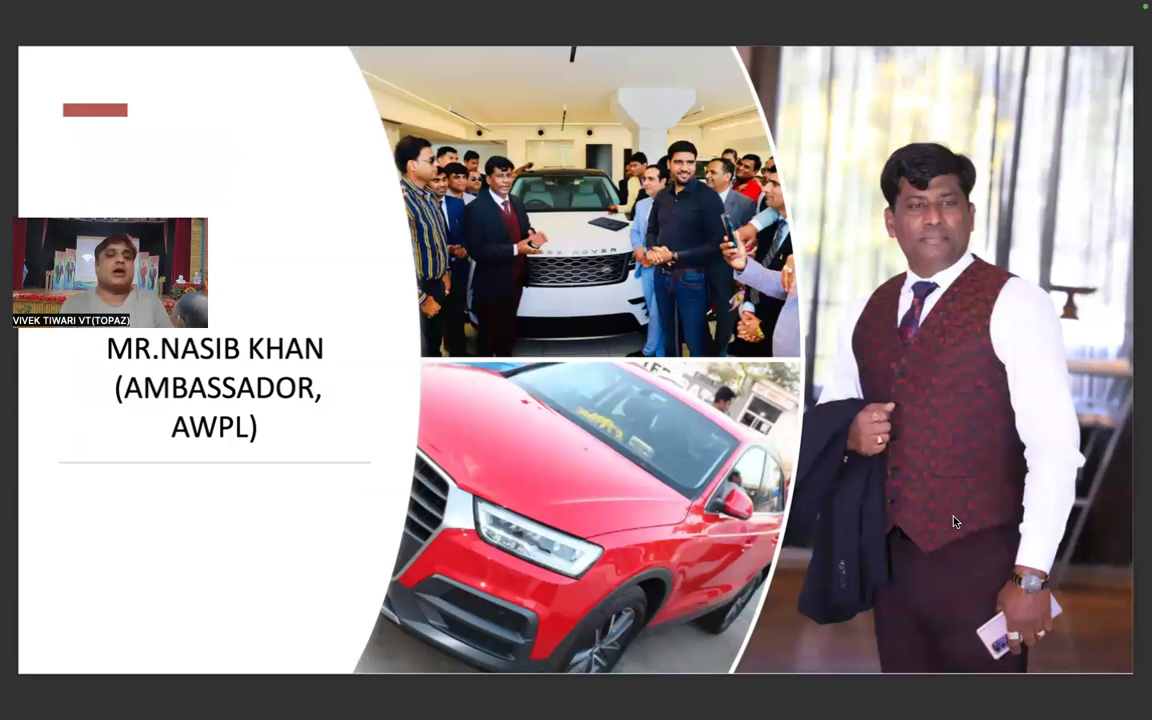 VIVEK TIWARI VT(TOPAZ)
MR.NASIB KHAN
(AMBASSADOR,
AWPL)